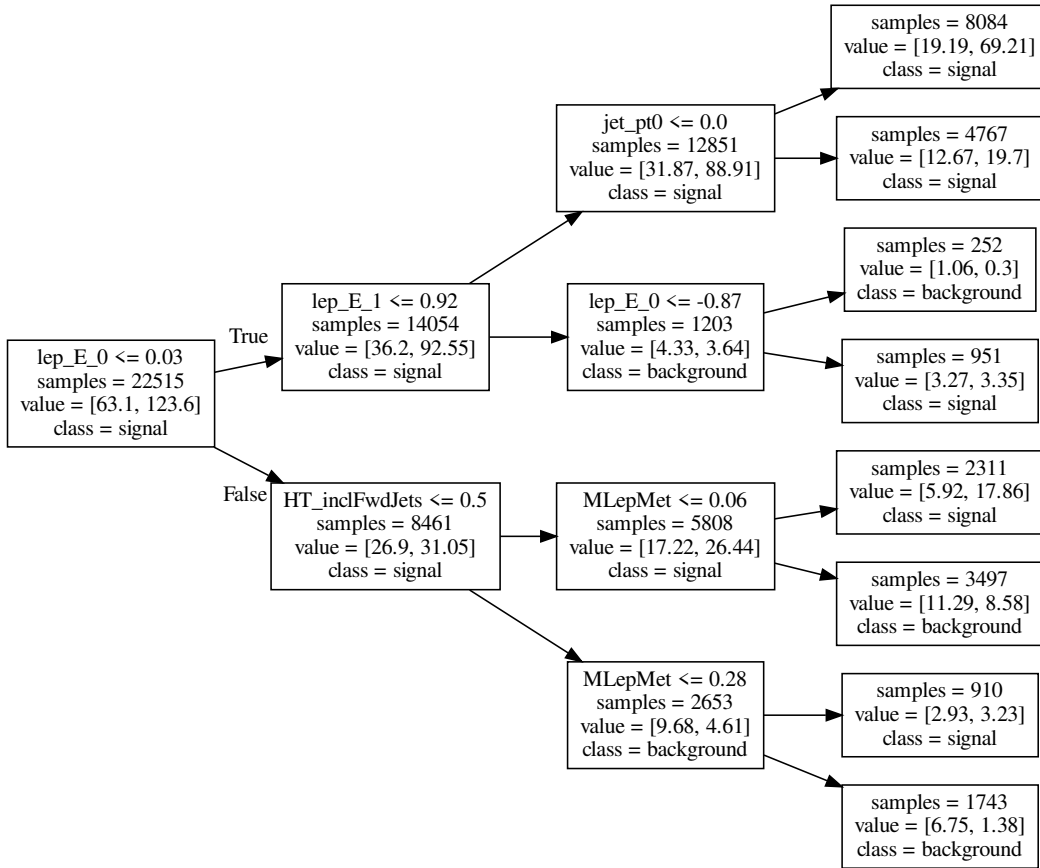 lep_E_0 <= 0.03
samples = 22515
value = [63.1, 123.6]
class = signal
True
False
lep_E_1 <= 0.92
samples = 14054
value = [36.2, 92.55]
class = signal
HT_inclFwdJets <= 0.5
samples = 8461
value = [26.9, 31.05]
class = signal
jet_pt0 <= 0.0
samples = 12851
value = [31.87, 88.91]
class = signal
lep_E_0 <= -0.87
samples = 1203
value = [4.33, 3.64]
class = background
MLepMet <= 0.06
samples = 5808
value = [17.22, 26.44]
class = signal
MLepMet <= 0.28
samples = 2653
value = [9.68, 4.61]
class = background
samples = 8084
value = [19.19, 69.21]
class = signal
samples = 4767
value = [12.67, 19.7]
class = signal
samples = 252
value = [1.06, 0.3]
class = background
samples = 951
value = [3.27, 3.35]
class = signal
samples = 2311
value = [5.92, 17.86]
class = signal
samples = 3497
value = [11.29, 8.58]
class = background
samples = 910
value = [2.93, 3.23]
class = signal
samples = 1743
value = [6.75, 1.38]
class = background